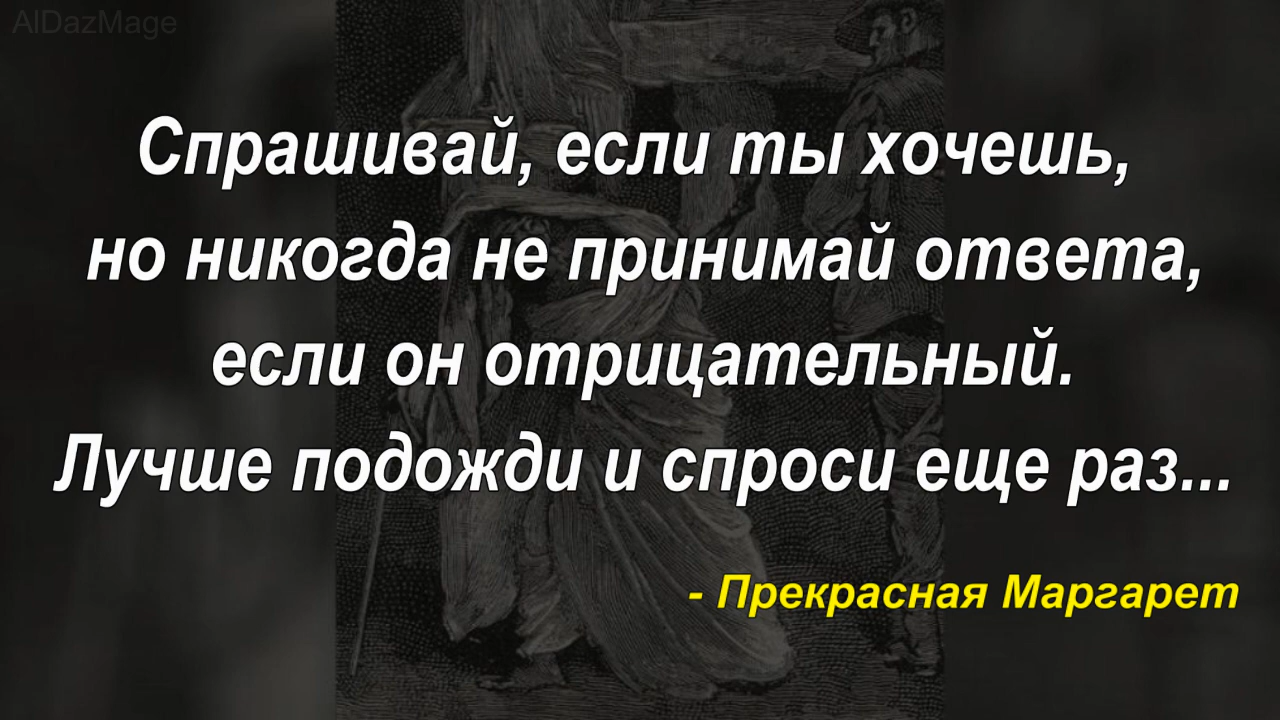 AlDazMage
Спрашивай, если ты хочешь,
но никогда не принимай ответа,
если он отрицательный.
Лучше подожди и спроси еще раз...
- Прекрасная Маргарет